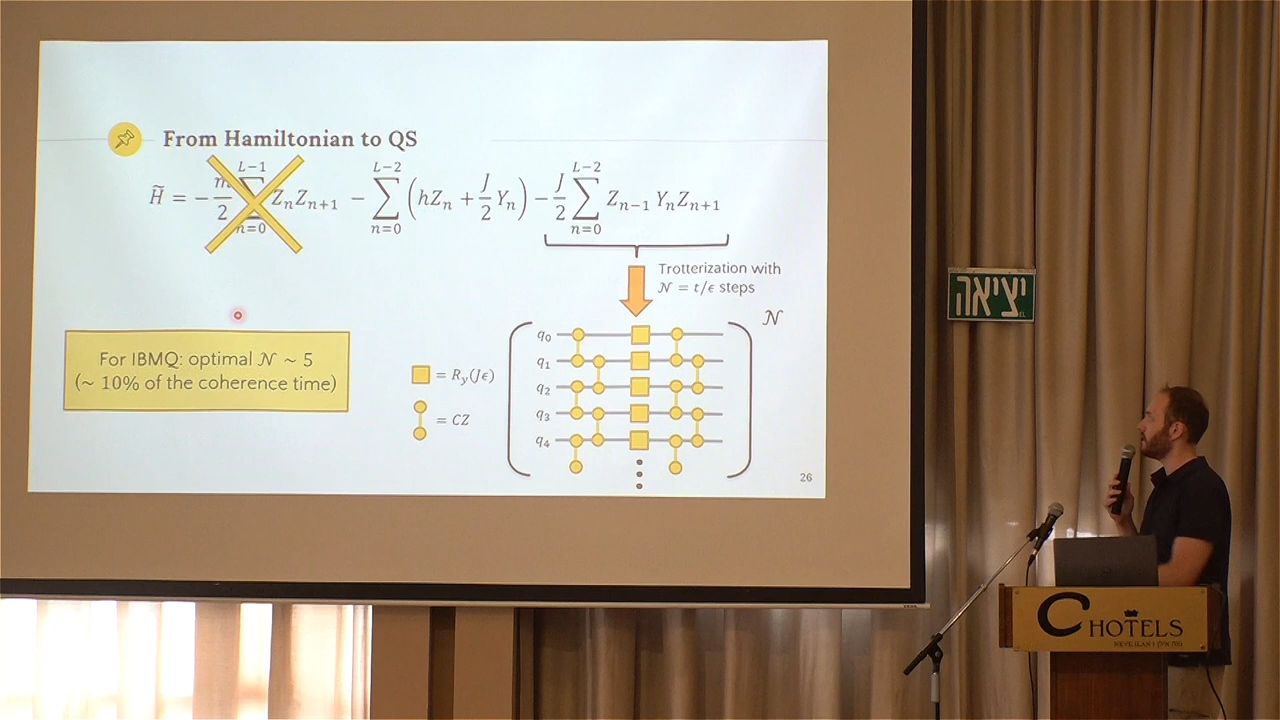 From Hamiltonian to QS
H̃ = − m/2 ∑_{n=0}^{L−1} Z_n Z_{n+1} − ∑_{n=0}^{L−2} (hZ_n + J/2 Y_n) − J/2 ∑_{n=0}^{L−2} Z_{n−1} Y_n Z_{n+1}
Trotterization with
𝒩 = t/ϵ steps
For IBMQ: optimal 𝒩 ~ 5
(~ 10% of the coherence time)
= R_y(Jϵ)
= CZ
𝒩
q₀
q₁
q₂
q₃
q₄
26
יציאה
C HOTELS